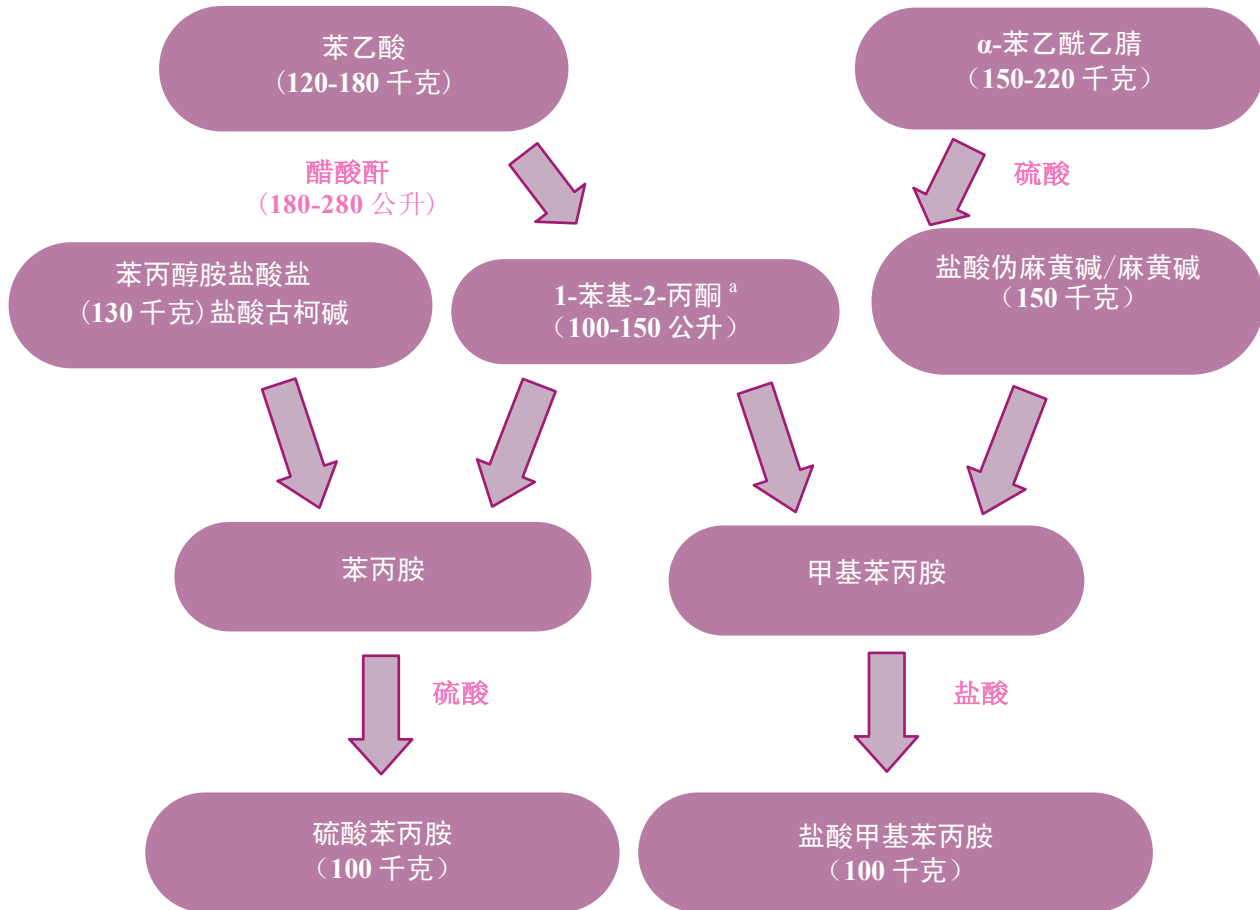 苯乙酸
(120-180 千克)
α-苯乙酰乙腈
(150-220 千克)
醋酸酐
(180-280 公升)
硫酸
苯丙醇胺盐酸盐
(130 千克)盐酸古柯碱
1-苯基-2-丙酮 a
(100-150 公升)
盐酸伪麻黄碱/麻黄碱
(150 千克)
苯丙胺
甲基苯丙胺
硫酸
盐酸
硫酸苯丙胺
(100 千克)
盐酸甲基苯丙胺
(100 千克)